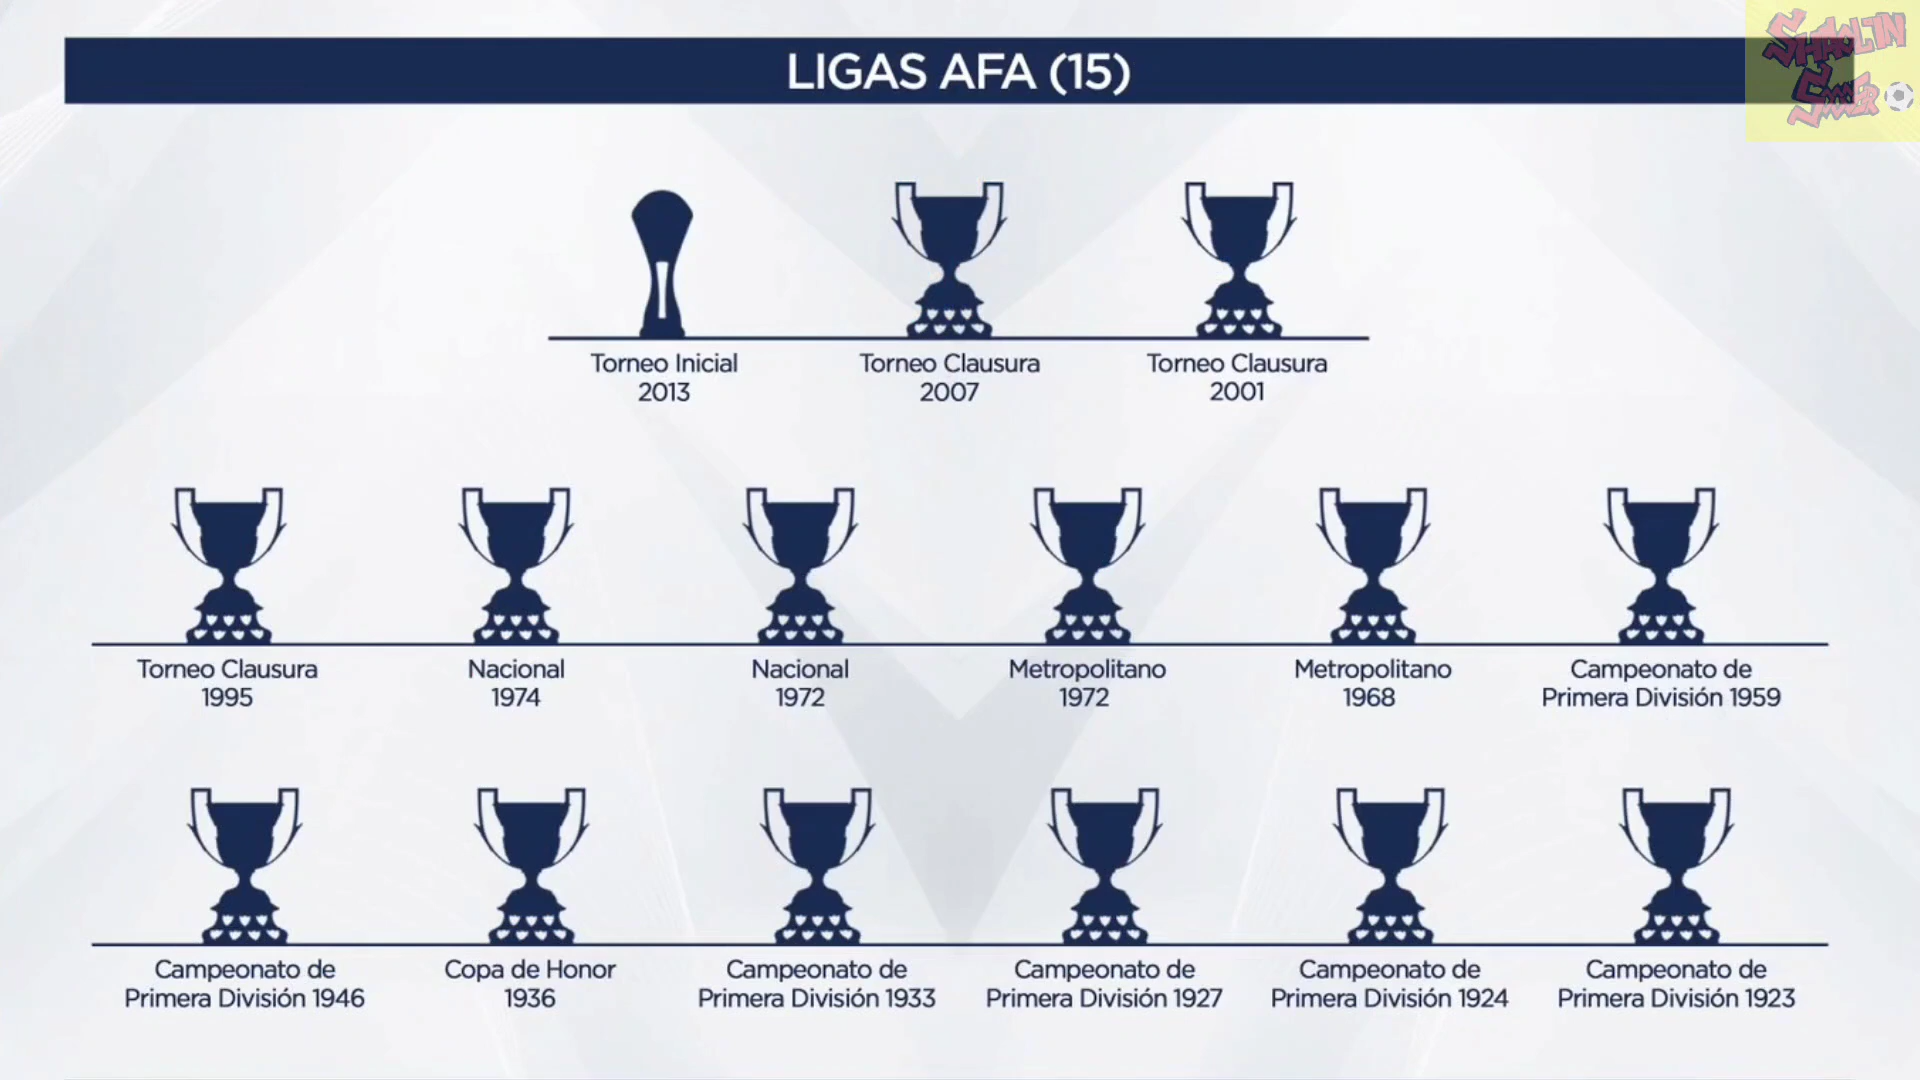 LIGAS AFA (15)
SHAOLIN
SOCCER
Torneo Inicial
2013
Torneo Clausura
2007
Torneo Clausura
2001
Torneo Clausura
1995
Nacional
1974
Nacional
1972
Metropolitano
1972
Metropolitano
1968
Campeonato de
Primera División 1959
Campeonato de
Primera División 1946
Copa de Honor
1936
Campeonato de
Primera División 1933
Campeonato de
Primera División 1927
Campeonato de
Primera División 1924
Campeonato de
Primera División 1923